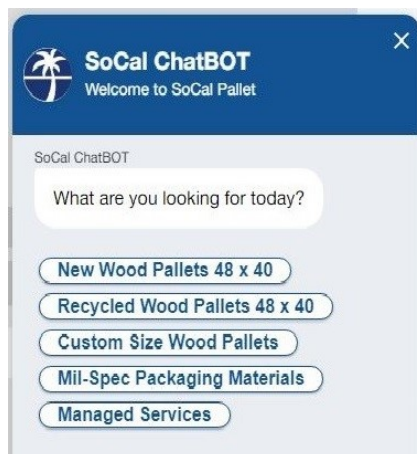 SoCal ChatBOT
Welcome to SoCal Pallet
SoCal ChatBOT
What are you looking for today?
New Wood Pallets 48 x 40
Recycled Wood Pallets 48 x 40
Custom Size Wood Pallets
Mil-Spec Packaging Materials
Managed Services